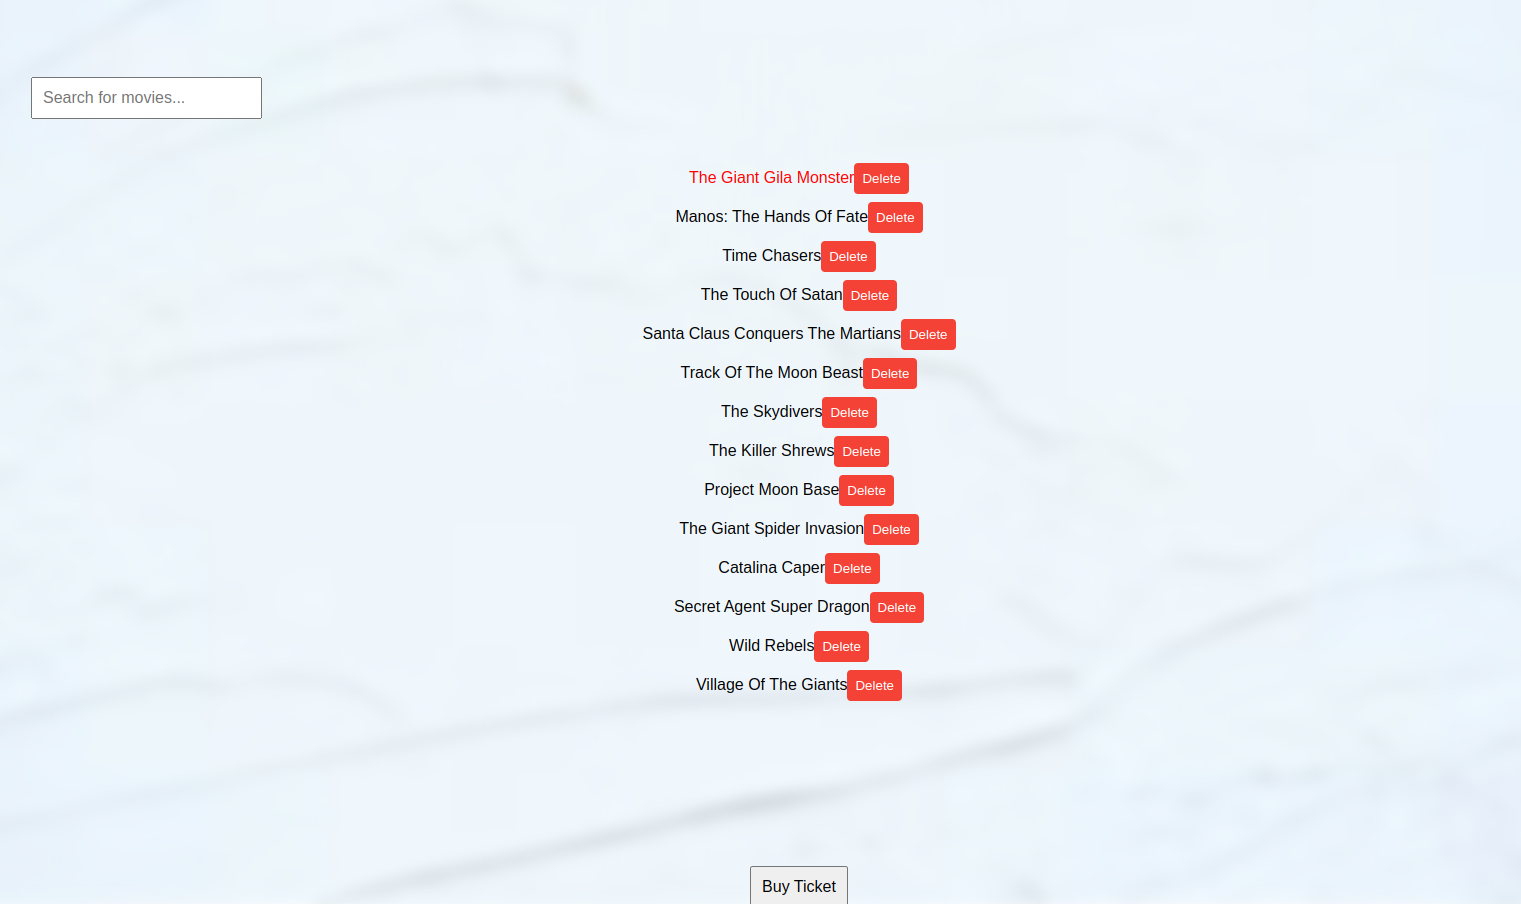 Search for movies...
The Giant Gila Monster Delete
Manos: The Hands Of Fate Delete
Time Chasers Delete
The Touch Of Satan Delete
Santa Claus Conquers The Martians Delete
Track Of The Moon Beast Delete
The Skydivers Delete
The Killer Shrews Delete
Project Moon Base Delete
The Giant Spider Invasion Delete
Catalina Caper Delete
Secret Agent Super Dragon Delete
Wild Rebels Delete
Village Of The Giants Delete
Buy Ticket